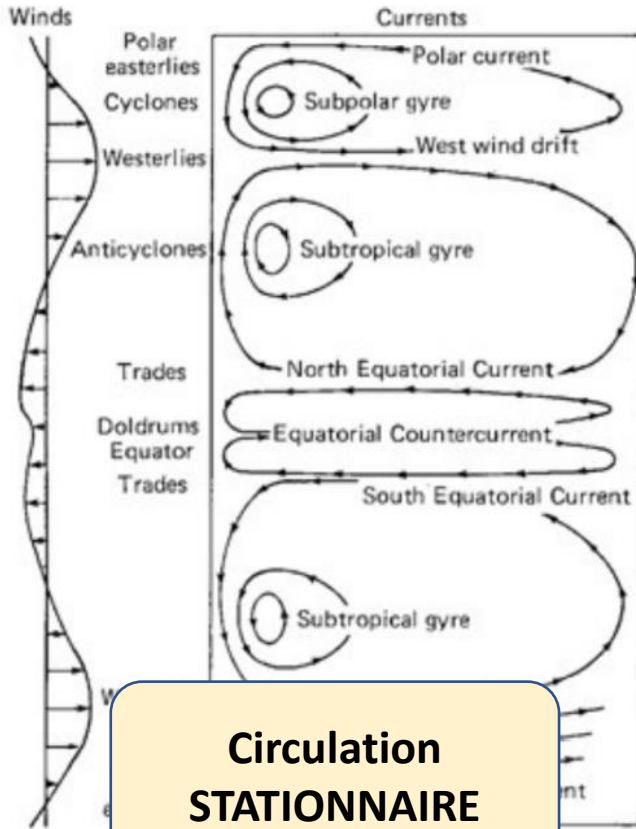 Winds
Currents
Polar
easterlies
Polar current
Cyclones
Subpolar gyre
West wind drift
Westerlies
Anticyclones
Subtropical gyre
Trades
North Equatorial Current
Doldrums
Equator
Equatorial Countercurrent
Trades
South Equatorial Current
Subtropical gyre
Circulation
STATIONNAIRE